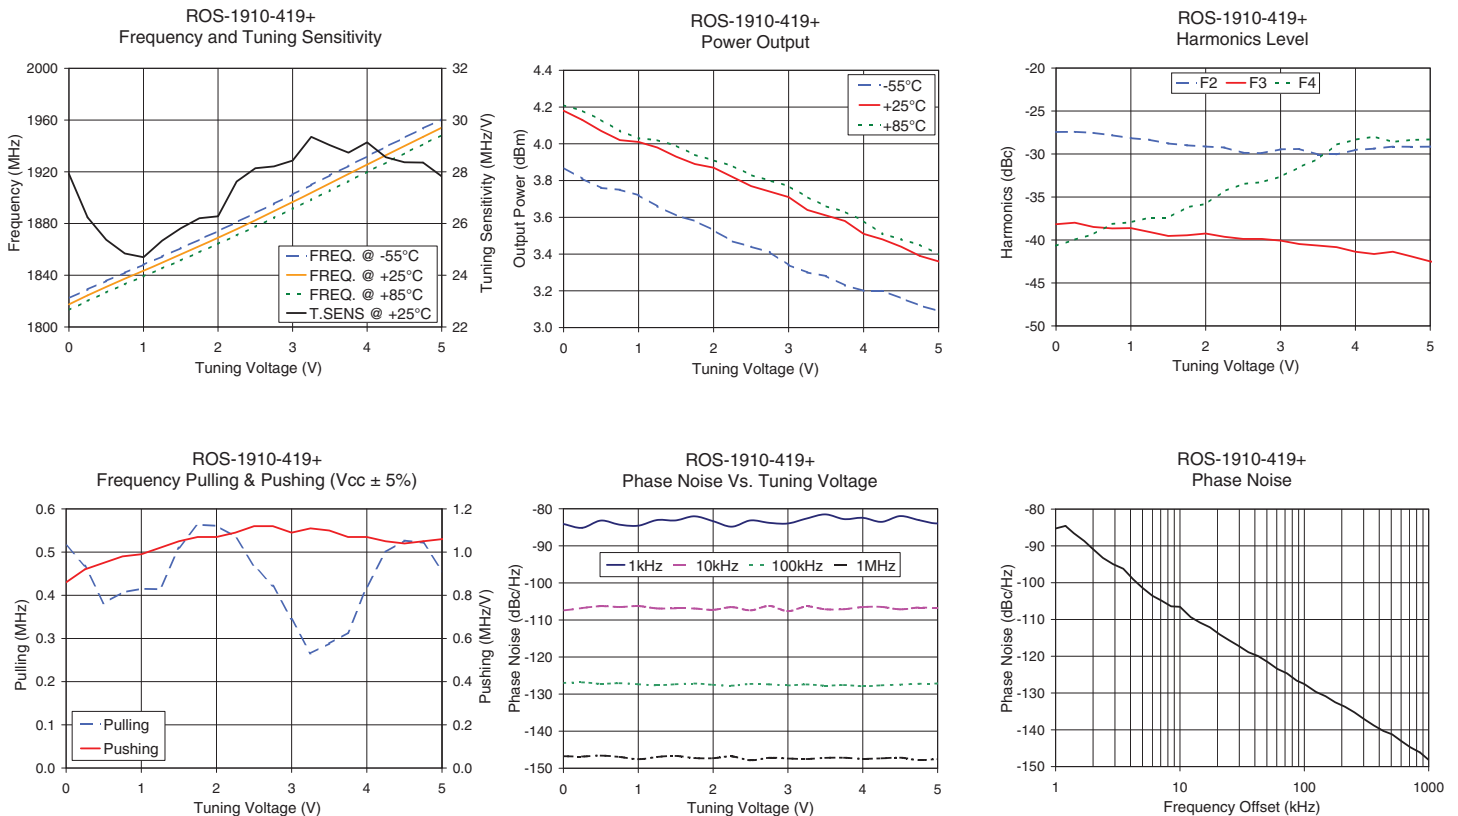 ROS-1910-419+
Frequency and Tuning Sensitivity
2000
1960
1920
1880
1840
1800
Frequency (MHz)
32
30
28
26
24
22
Tuning Sensitivity (MHz/V)
FREQ. @ -55°C
FREQ. @ +25°C
FREQ. @ +85°C
T.SENS @ +25°C
0 1 2 3 4 5
Tuning Voltage (V)
ROS-1910-419+
Power Output
4.4
4.2
4.0
3.8
3.6
3.4
3.2
3.0
Output Power (dBm)
-55°C
+25°C
+85°C
0 1 2 3 4 5
Tuning Voltage (V)
ROS-1910-419+
Harmonics Level
-20
-25
-30
-35
-40
-45
-50
Harmonics (dBc)
F2 F3 F4
0 1 2 3 4 5
Tuning Voltage (V)
ROS-1910-419+
Frequency Pulling & Pushing (Vcc ± 5%)
0.6
0.5
0.4
0.3
0.2
0.1
0.0
Pulling (MHz)
1.2
1.0
0.8
0.6
0.4
0.2
0.0
Pushing (MHz/V)
Pulling
Pushing
0 1 2 3 4 5
Tuning Voltage (V)
ROS-1910-419+
Phase Noise Vs. Tuning Voltage
-80
-90
-100
-110
-120
-130
-140
-150
Phase Noise (dBc/Hz)
1kHz 10kHz 100kHz 1MHz
0 1 2 3 4 5
Tuning Voltage (V)
ROS-1910-419+
Phase Noise
-80
-90
-100
-110
-120
-130
-140
-150
Phase Noise (dBc/Hz)
1 10 100 1000
Frequency Offset (kHz)